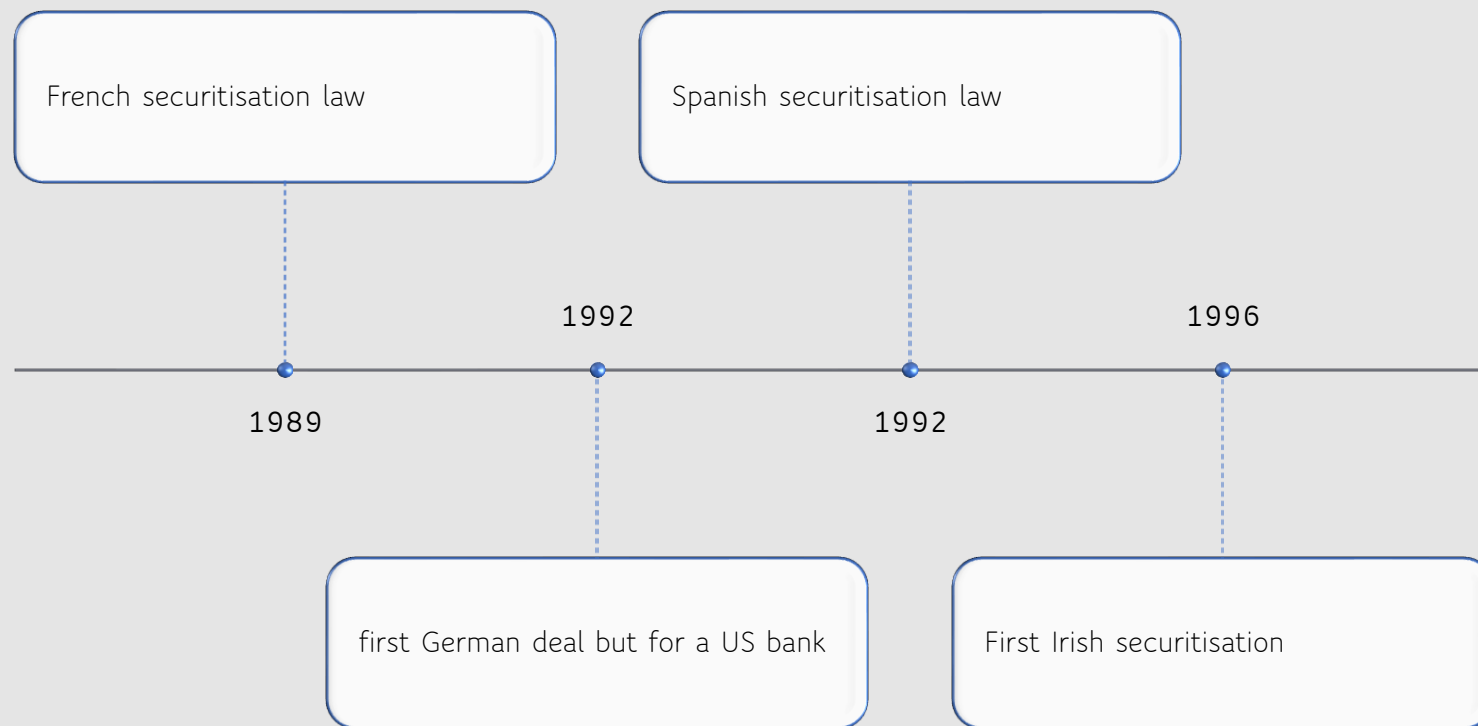 French securitisation law
Spanish securitisation law
1992
1996
1989
1992
first German deal but for a US bank
First Irish securitisation